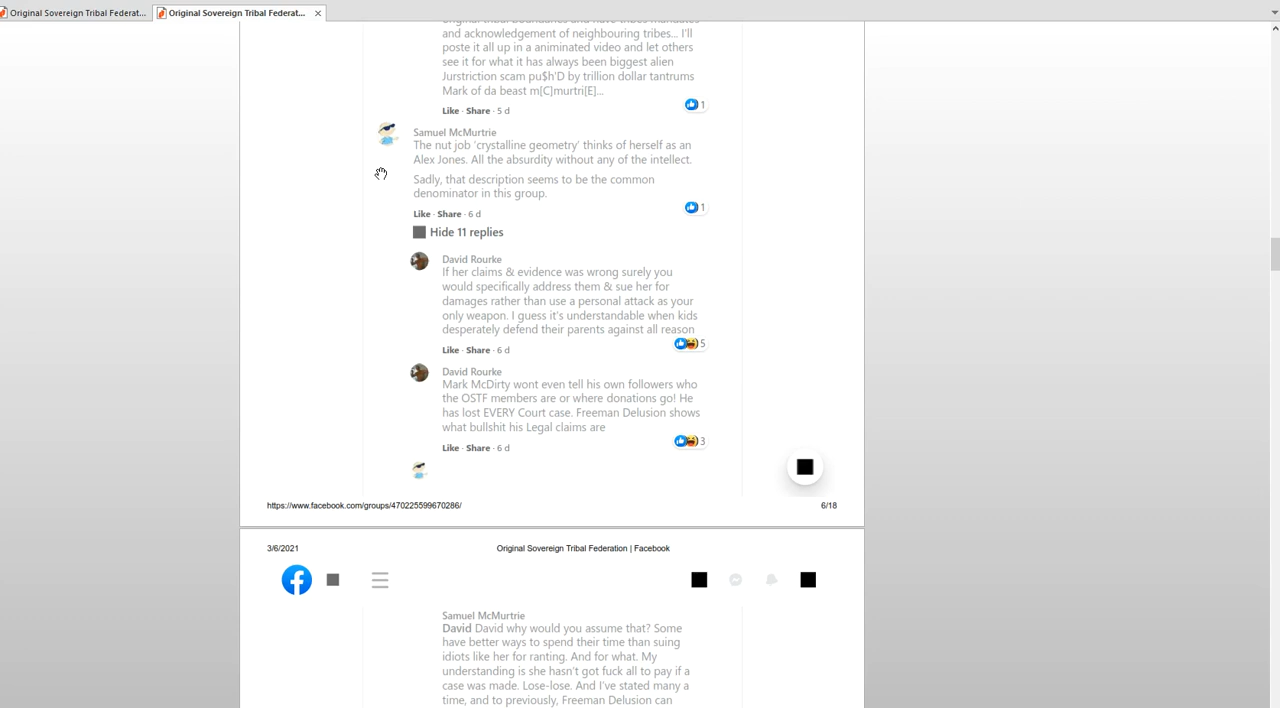 Original Sovereign Tribal Federat...
Original Sovereign Tribal Federat...
Original tribal boundaries and have tribes mandates
and acknowledgement of neighbouring tribes... I'll
poste it all up in a animinated video and let others
see it for what it has always been biggest alien
Jurstriction scam pu$h'D by trillion dollar tantrums
Mark of da beast m[C]murtri[E]...
Like · Share · 5 d
1
Samuel McMurtrie
The nut job 'crystalline geometry' thinks of herself as an
Alex Jones. All the absurdity without any of the intellect.
Sadly, that description seems to be the common
denominator in this group.
Like · Share · 6 d
1
Hide 11 replies
David Rourke
If her claims & evidence was wrong surely you
would specifically address them & sue her for
damages rather than use a personal attack as your
only weapon. I guess it's understandable when kids
desperately defend their parents against all reason
Like · Share · 6 d
5
David Rourke
Mark McDirty wont even tell his own followers who
the OSTF members are or where donations go! He
has lost EVERY Court case. Freeman Delusion shows
what bullshit his Legal claims are
Like · Share · 6 d
3
https://www.facebook.com/groups/470225599670286/
6/18
3/6/2021
Original Sovereign Tribal Federation | Facebook
Samuel McMurtrie
David David why would you assume that? Some
have better ways to spend their time than suing
idiots like her for ranting. And for what. My
understanding is she hasn't got fuck all to pay if a
case was made. Lose-lose. And I've stated many a
time, and to previously, Freeman Delusion can